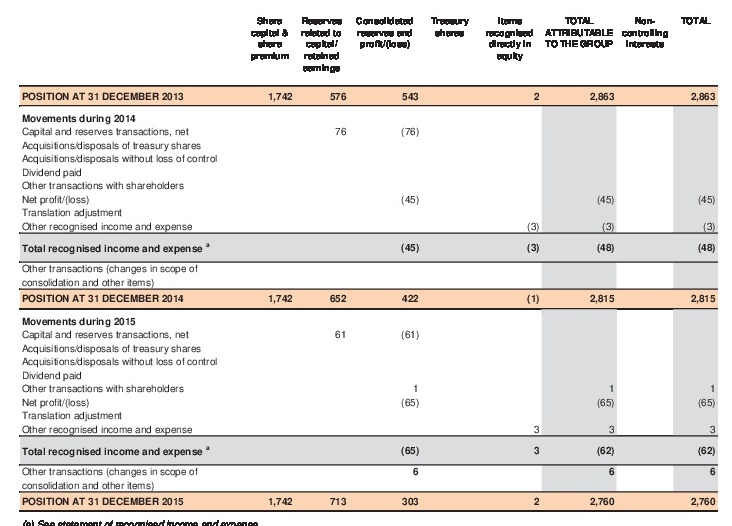 Share capital & share premium Reserves related to capital/ retained earnings Consolidated reserves and profit/(loss) Treasury shares Items recognised directly in equity TOTAL ATTRIBUTABLE TO THE GROUP Non-controlling interests TOTAL
POSITION AT 31 DECEMBER 2013 1,742 576 543 2 2,863 2,863
Movements during 2014
Capital and reserves transactions, net 76 (76)
Acquisitions/disposals of treasury shares
Acquisitions/disposals without loss of control
Dividend paid
Other transactions with shareholders
Net profit/(loss) (45) (45) (45)
Translation adjustment
Other recognised income and expense (3) (3) (3)
Total recognised income and expense a (45) (3) (48) (48)
Other transactions (changes in scope of
consolidation and other items)
POSITION AT 31 DECEMBER 2014 1,742 652 422 (1) 2,815 2,815
Movements during 2015
Capital and reserves transactions, net 61 (61)
Acquisitions/disposals of treasury shares
Acquisitions/disposals without loss of control
Dividend paid
Other transactions with shareholders 1 1 1
Net profit/(loss) (65) (65) (65)
Translation adjustment
Other recognised income and expense 3 3 3
Total recognised income and expense a (65) 3 (62) (62)
Other transactions (changes in scope of 6 6 6
consolidation and other items)
POSITION AT 31 DECEMBER 2015 1,742 713 303 2 2,760 2,760
(a) See statement of recognised income and expense